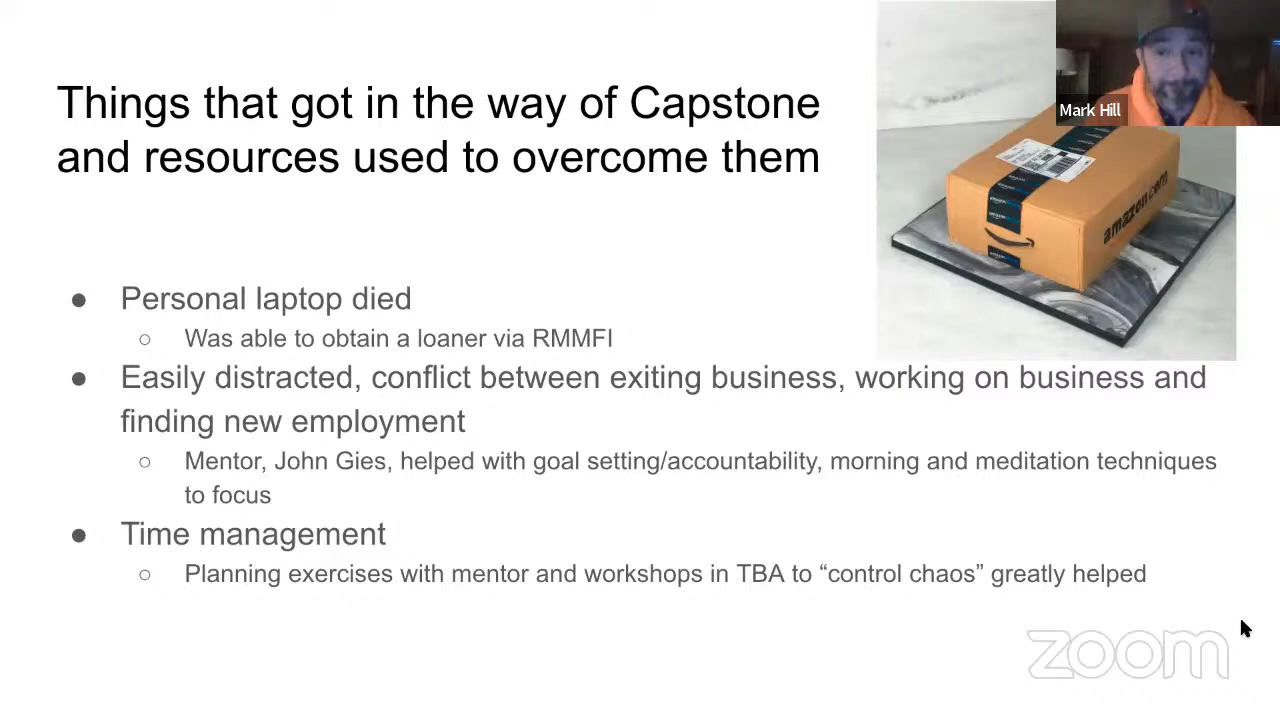 Things that got in the way of Capstone
and resources used to overcome them
Mark Hill
amazon.com
● Personal laptop died
○ Was able to obtain a loaner via RMMFI
● Easily distracted, conflict between exiting business, working on business and
finding new employment
○ Mentor, John Gies, helped with goal setting/accountability, morning and meditation techniques
to focus
● Time management
○ Planning exercises with mentor and workshops in TBA to “control chaos” greatly helped
zoom